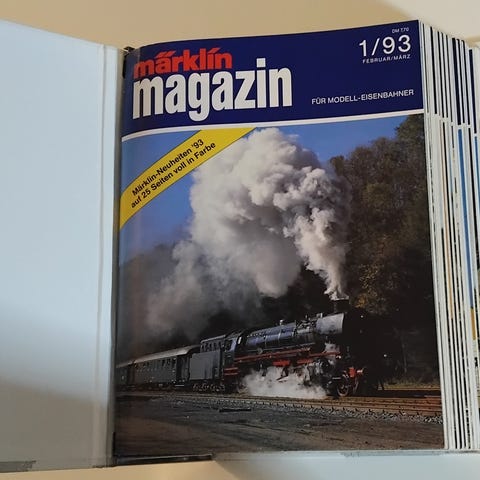 märklin
magazin
DM 7,70
1/93
FEBRUAR/MÄRZ
FÜR MODELL-EISENBAHNER
Märklin-Neuheiten '93
auf 25 Seiten voll in Farbe